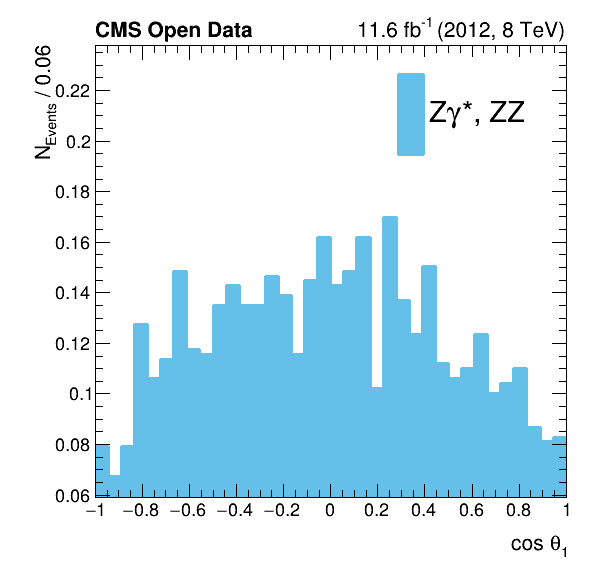 CMS Open Data 11.6 fb⁻¹ (2012, 8 TeV)
N_Events / 0.06
Zγ*, ZZ
0.22
0.2
0.18
0.16
0.14
0.12
0.1
0.08
0.06
−1 −0.8 −0.6 −0.4 −0.2 0 0.2 0.4 0.6 0.8 1
cos θ₁